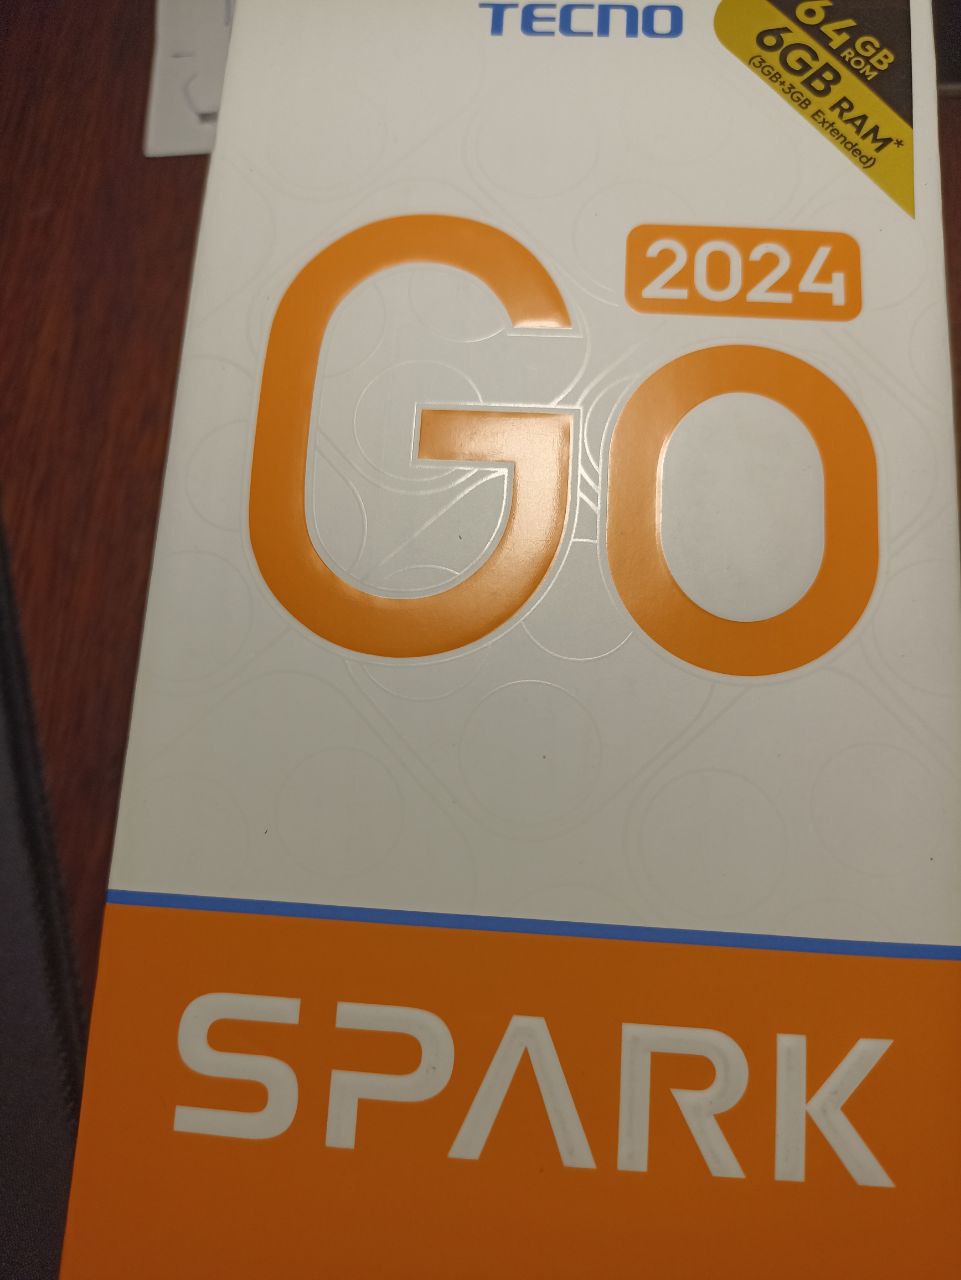 TECNO
64GB
ROM
6GB RAM*
(3GB+3GB Extended)
2024
Go
SPARK